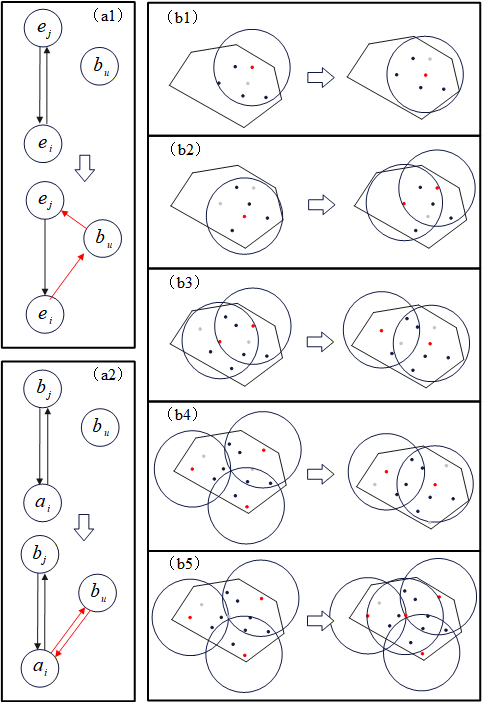 (a1)
e_j
b_u
e_i
e_j
b_u
e_i
(a2)
b_j
b_u
a_i
b_j
b_u
a_i
(b1)
(b2)
(b3)
(b4)
(b5)